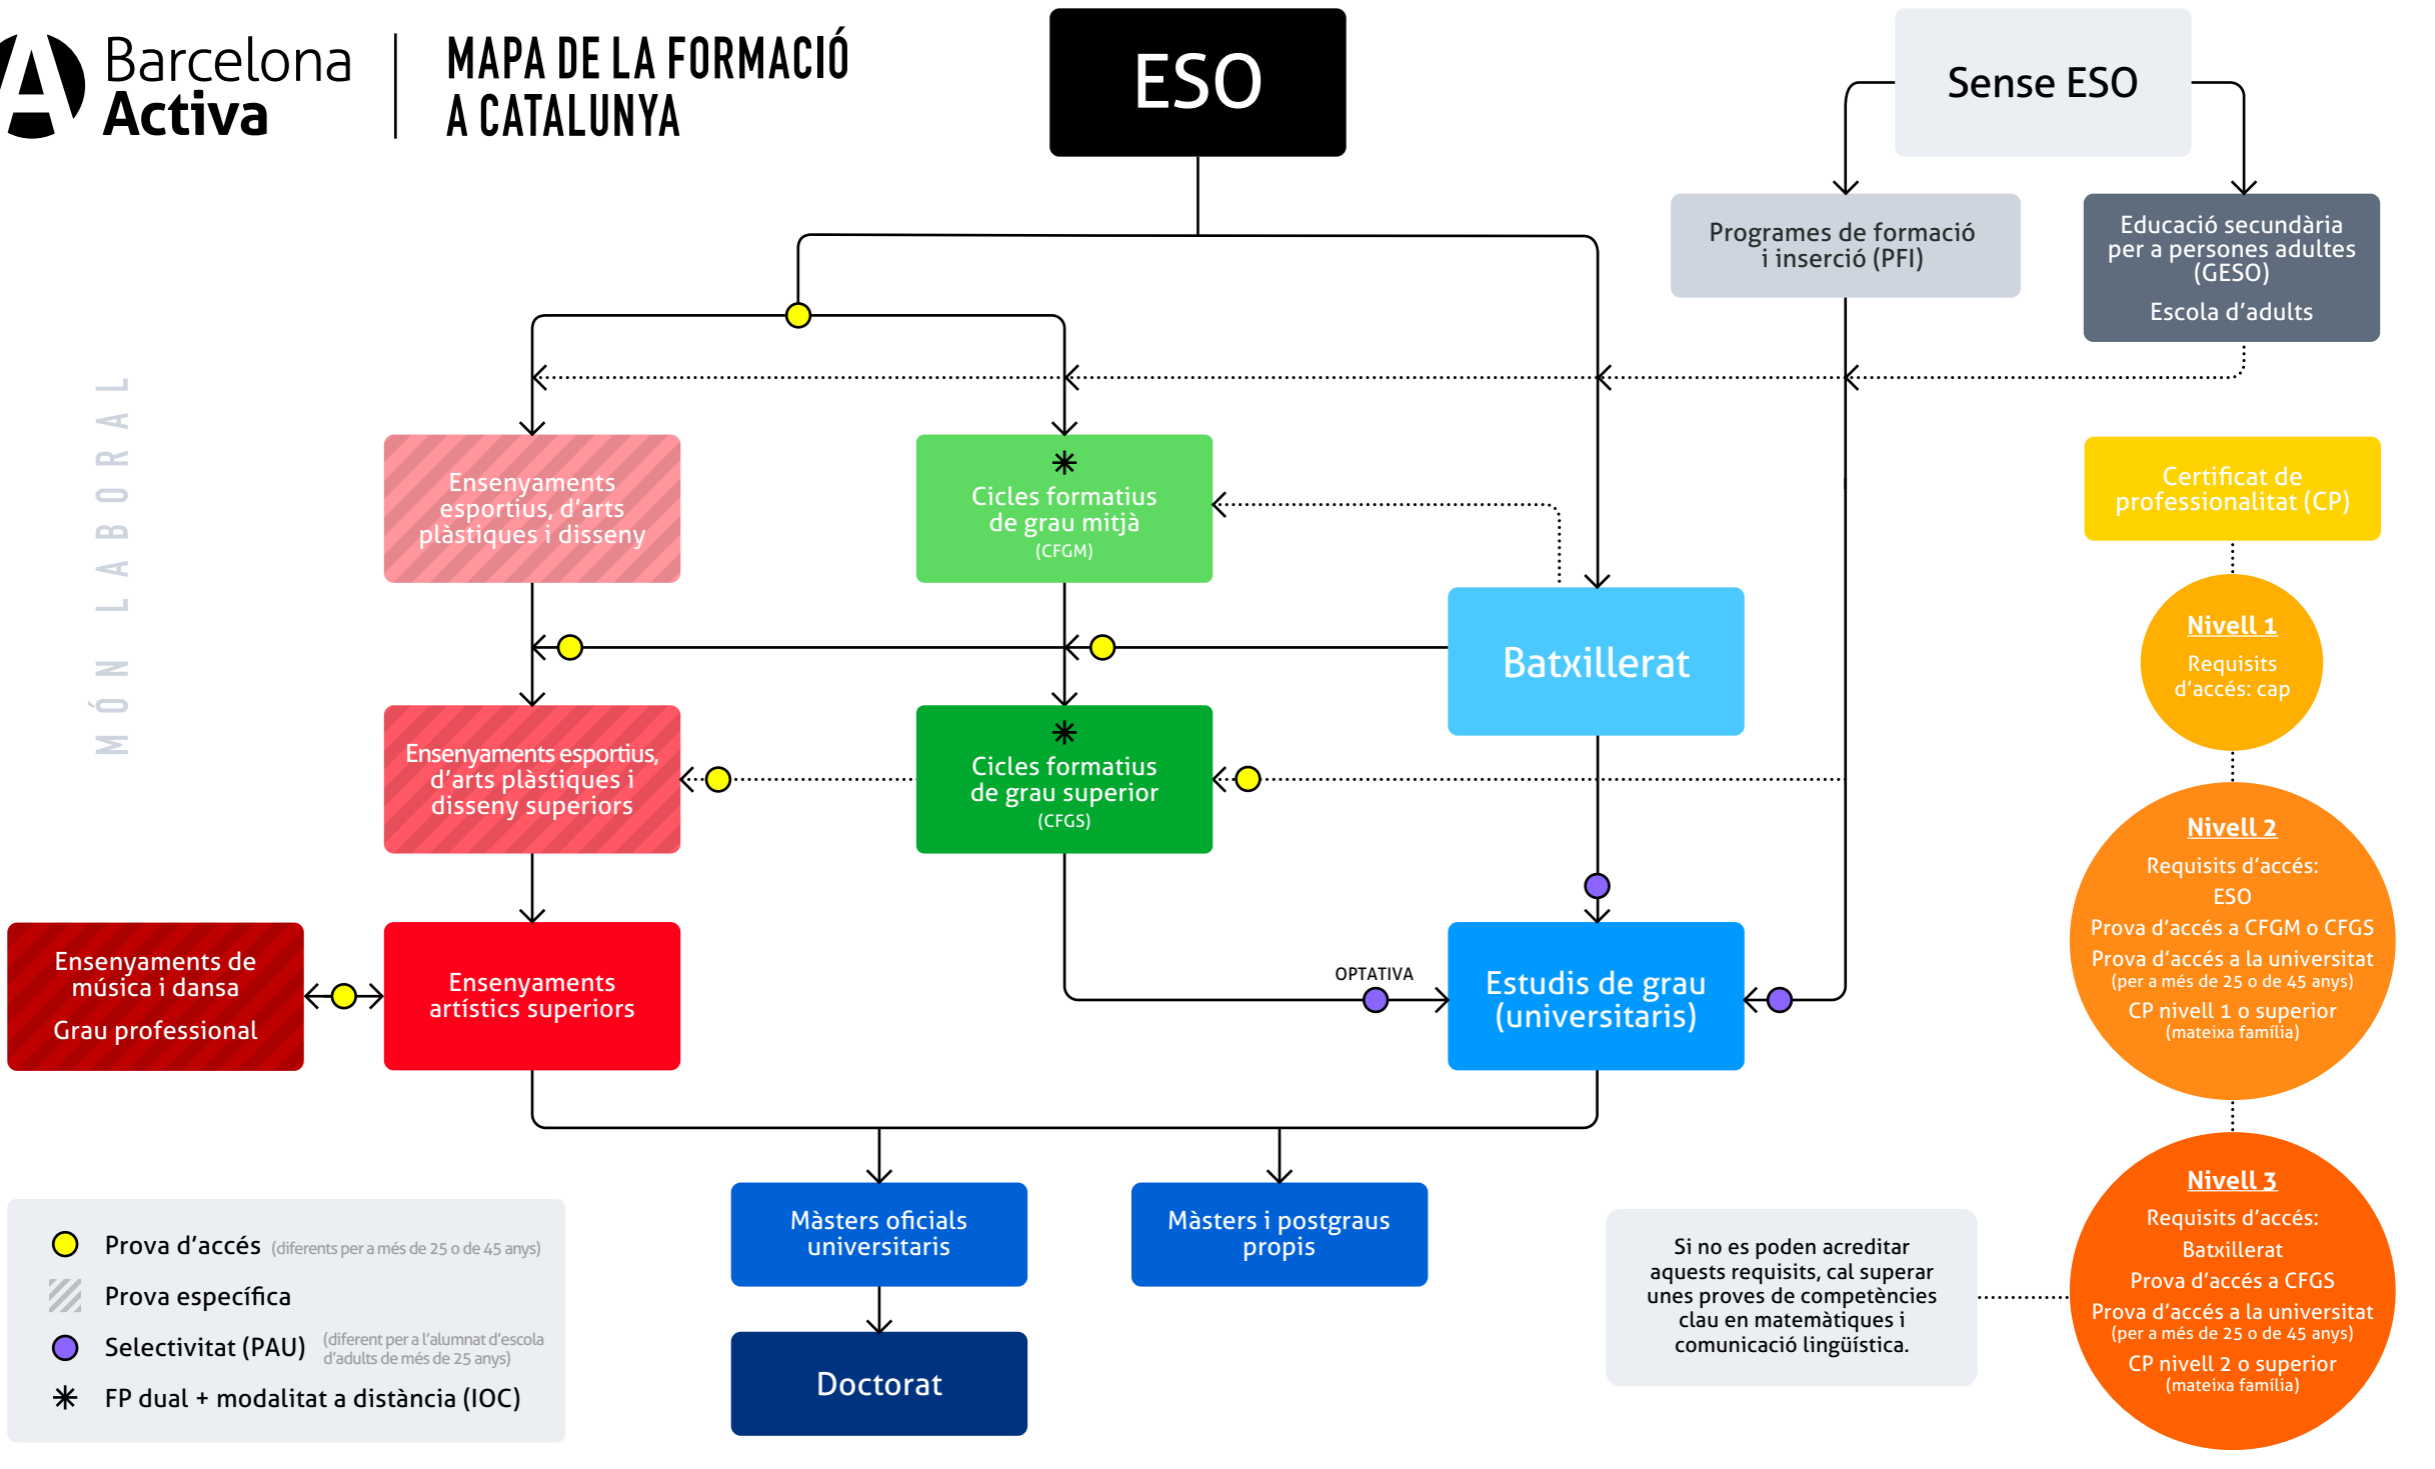 Barcelona
Activa
MAPA DE LA FORMACIÓ
A CATALUNYA
ESO
Sense ESO
Programes de formació
i inserció (PFI)
Educació secundària
per a persones adultes
(GESO)
Escola d'adults
MÓN LABORAL
Ensenyaments
esportius, d'arts
plàstiques i disseny
Cicles formatius
de grau mitjà
(CFGM)
Batxillerat
Ensenyaments esportius,
d'arts plàstiques i
disseny superiors
Cicles formatius
de grau superior
(CFGS)
Ensenyaments de
música i dansa
Grau professional
Ensenyaments
artístics superiors
OPTATIVA
Estudis de grau
(universitaris)
Màsters oficials
universitaris
Màsters i postgraus
propis
Doctorat
Certificat de
professionalitat (CP)
Nivell 1
Requisits
d'accés: cap
Nivell 2
Requisits d'accés:
ESO
Prova d'accés a CFGM o CFGS
Prova d'accés a la universitat
(per a més de 25 o de 45 anys)
CP nivell 1 o superior
(mateixa família)
Nivell 3
Requisits d'accés:
Batxillerat
Prova d'accés a CFGS
Prova d'accés a la universitat
(per a més de 25 o de 45 anys)
CP nivell 2 o superior
(mateixa família)
Si no es poden acreditar
aquests requisits, cal superar
unes proves de competències
clau en matemàtiques i
comunicació lingüística.
Prova d'accés (diferents per a més de 25 o de 45 anys)
Prova específica
Selectivitat (PAU) (diferent per a l'alumnat d'escola
d'adults de més de 25 anys)
FP dual + modalitat a distància (IOC)